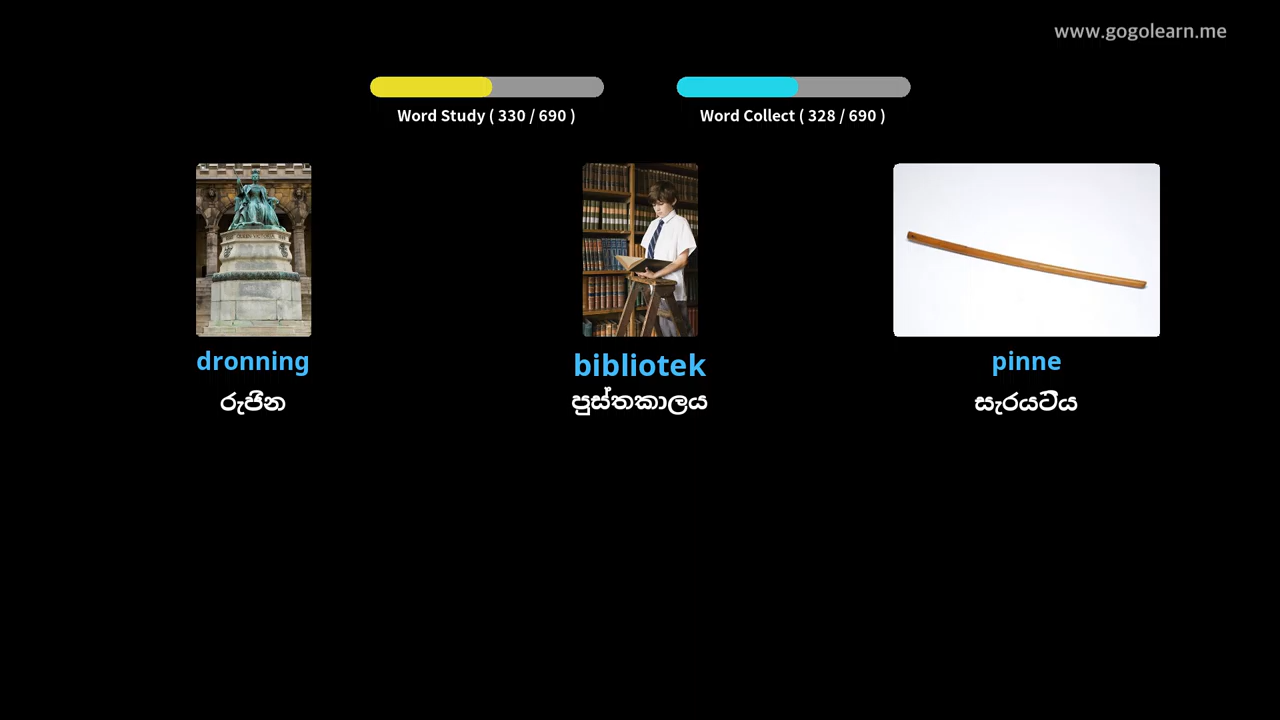 www.gogolearn.me
Word Study ( 330 / 690 )
Word Collect ( 328 / 690 )
dronning
රැජින
bibliotek
පුස්තකාලය
pinne
සැරයටිය